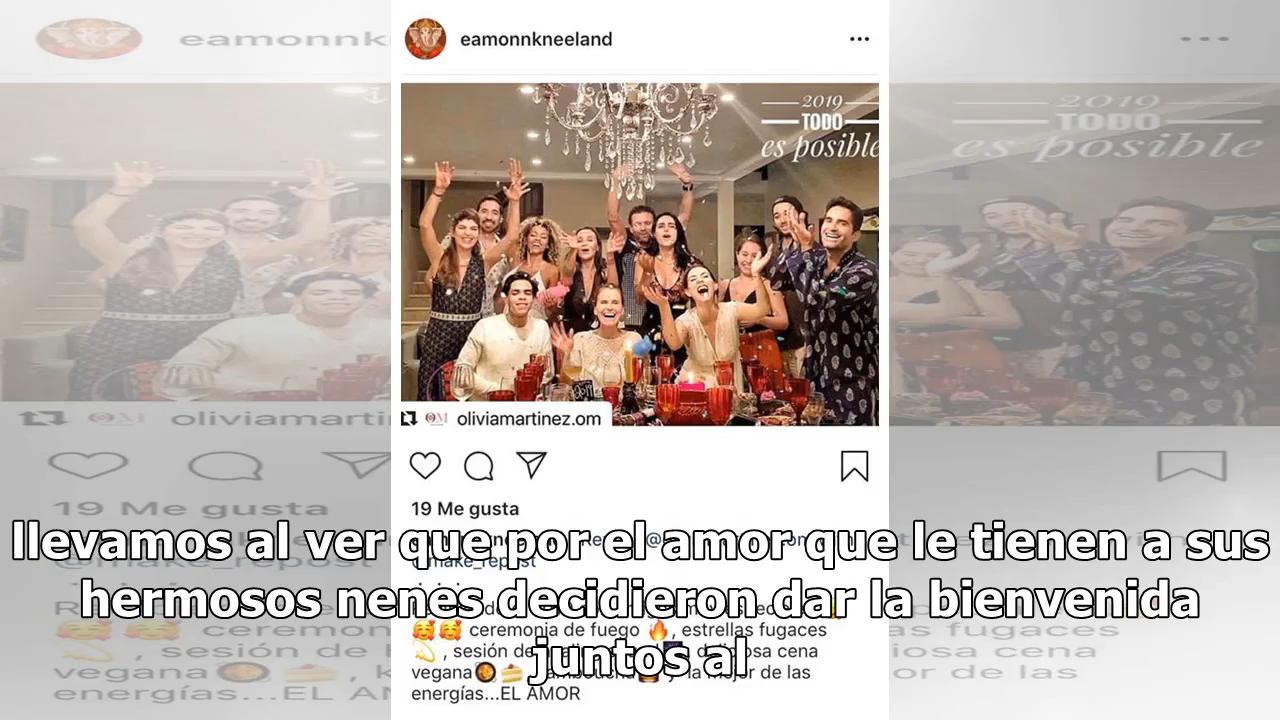 eamonnkneeland
2019
TODO
es posible
oliviamartinez.om
19 Me gusta
llevamos al ver que por el amor que le tienen a sus
hermosos nenes decidieron dar la bienvenida
juntos al
@make_repost
ceremonia de fuego 🔥, estrellas fugaces
💫, sesión de cena
vegana🥘🍰 la mejor de las
energías...EL AMOR